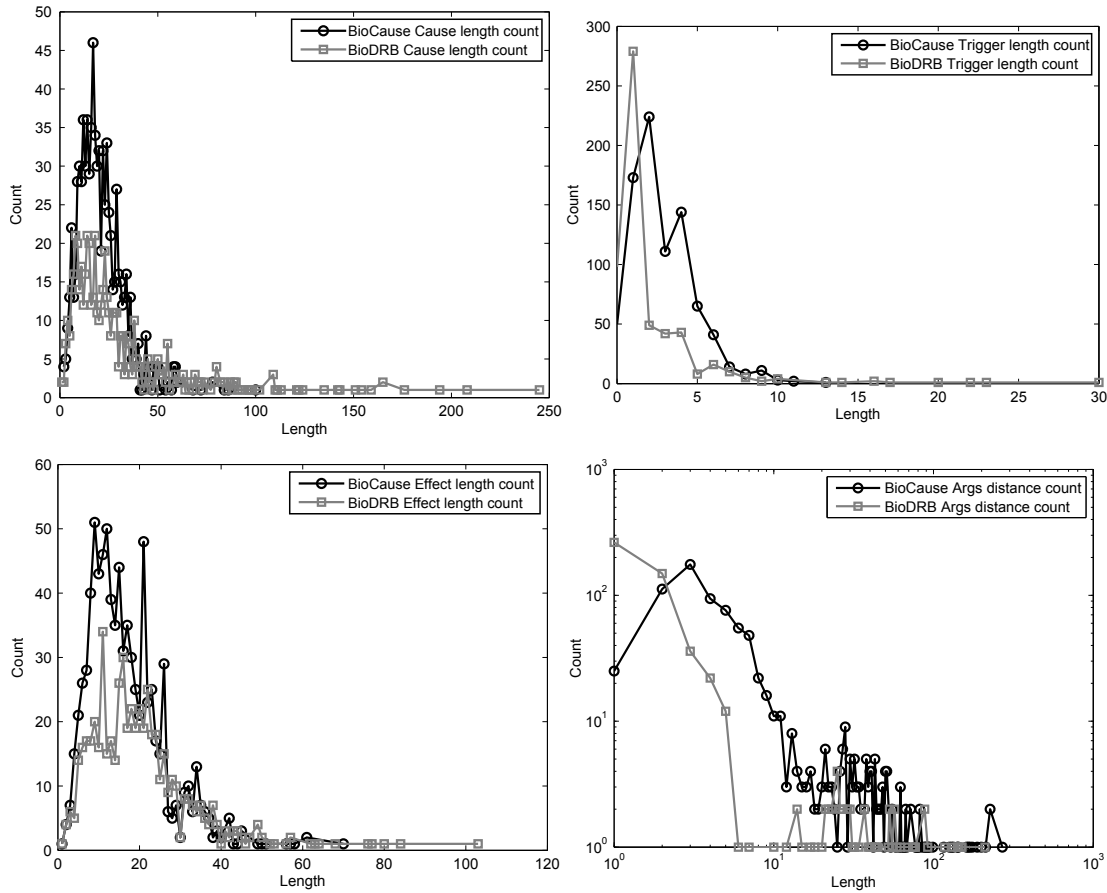 BioCause Cause length count
BioDRB Cause length count
50
45
40
35
30
25
20
15
10
5
0
Count
0 50 100 150 200 250
Length
BioCause Trigger length count
BioDRB Trigger length count
300
250
200
150
100
50
0
Count
0 5 10 15 20 25 30
Length
BioCause Effect length count
BioDRB Effect length count
60
50
40
30
20
10
0
Count
0 20 40 60 80 100 120
Length
BioCause Args distance count
BioDRB Args distance count
10³
10²
10¹
10⁰
Count
10⁰ 10¹ 10² 10³
Length